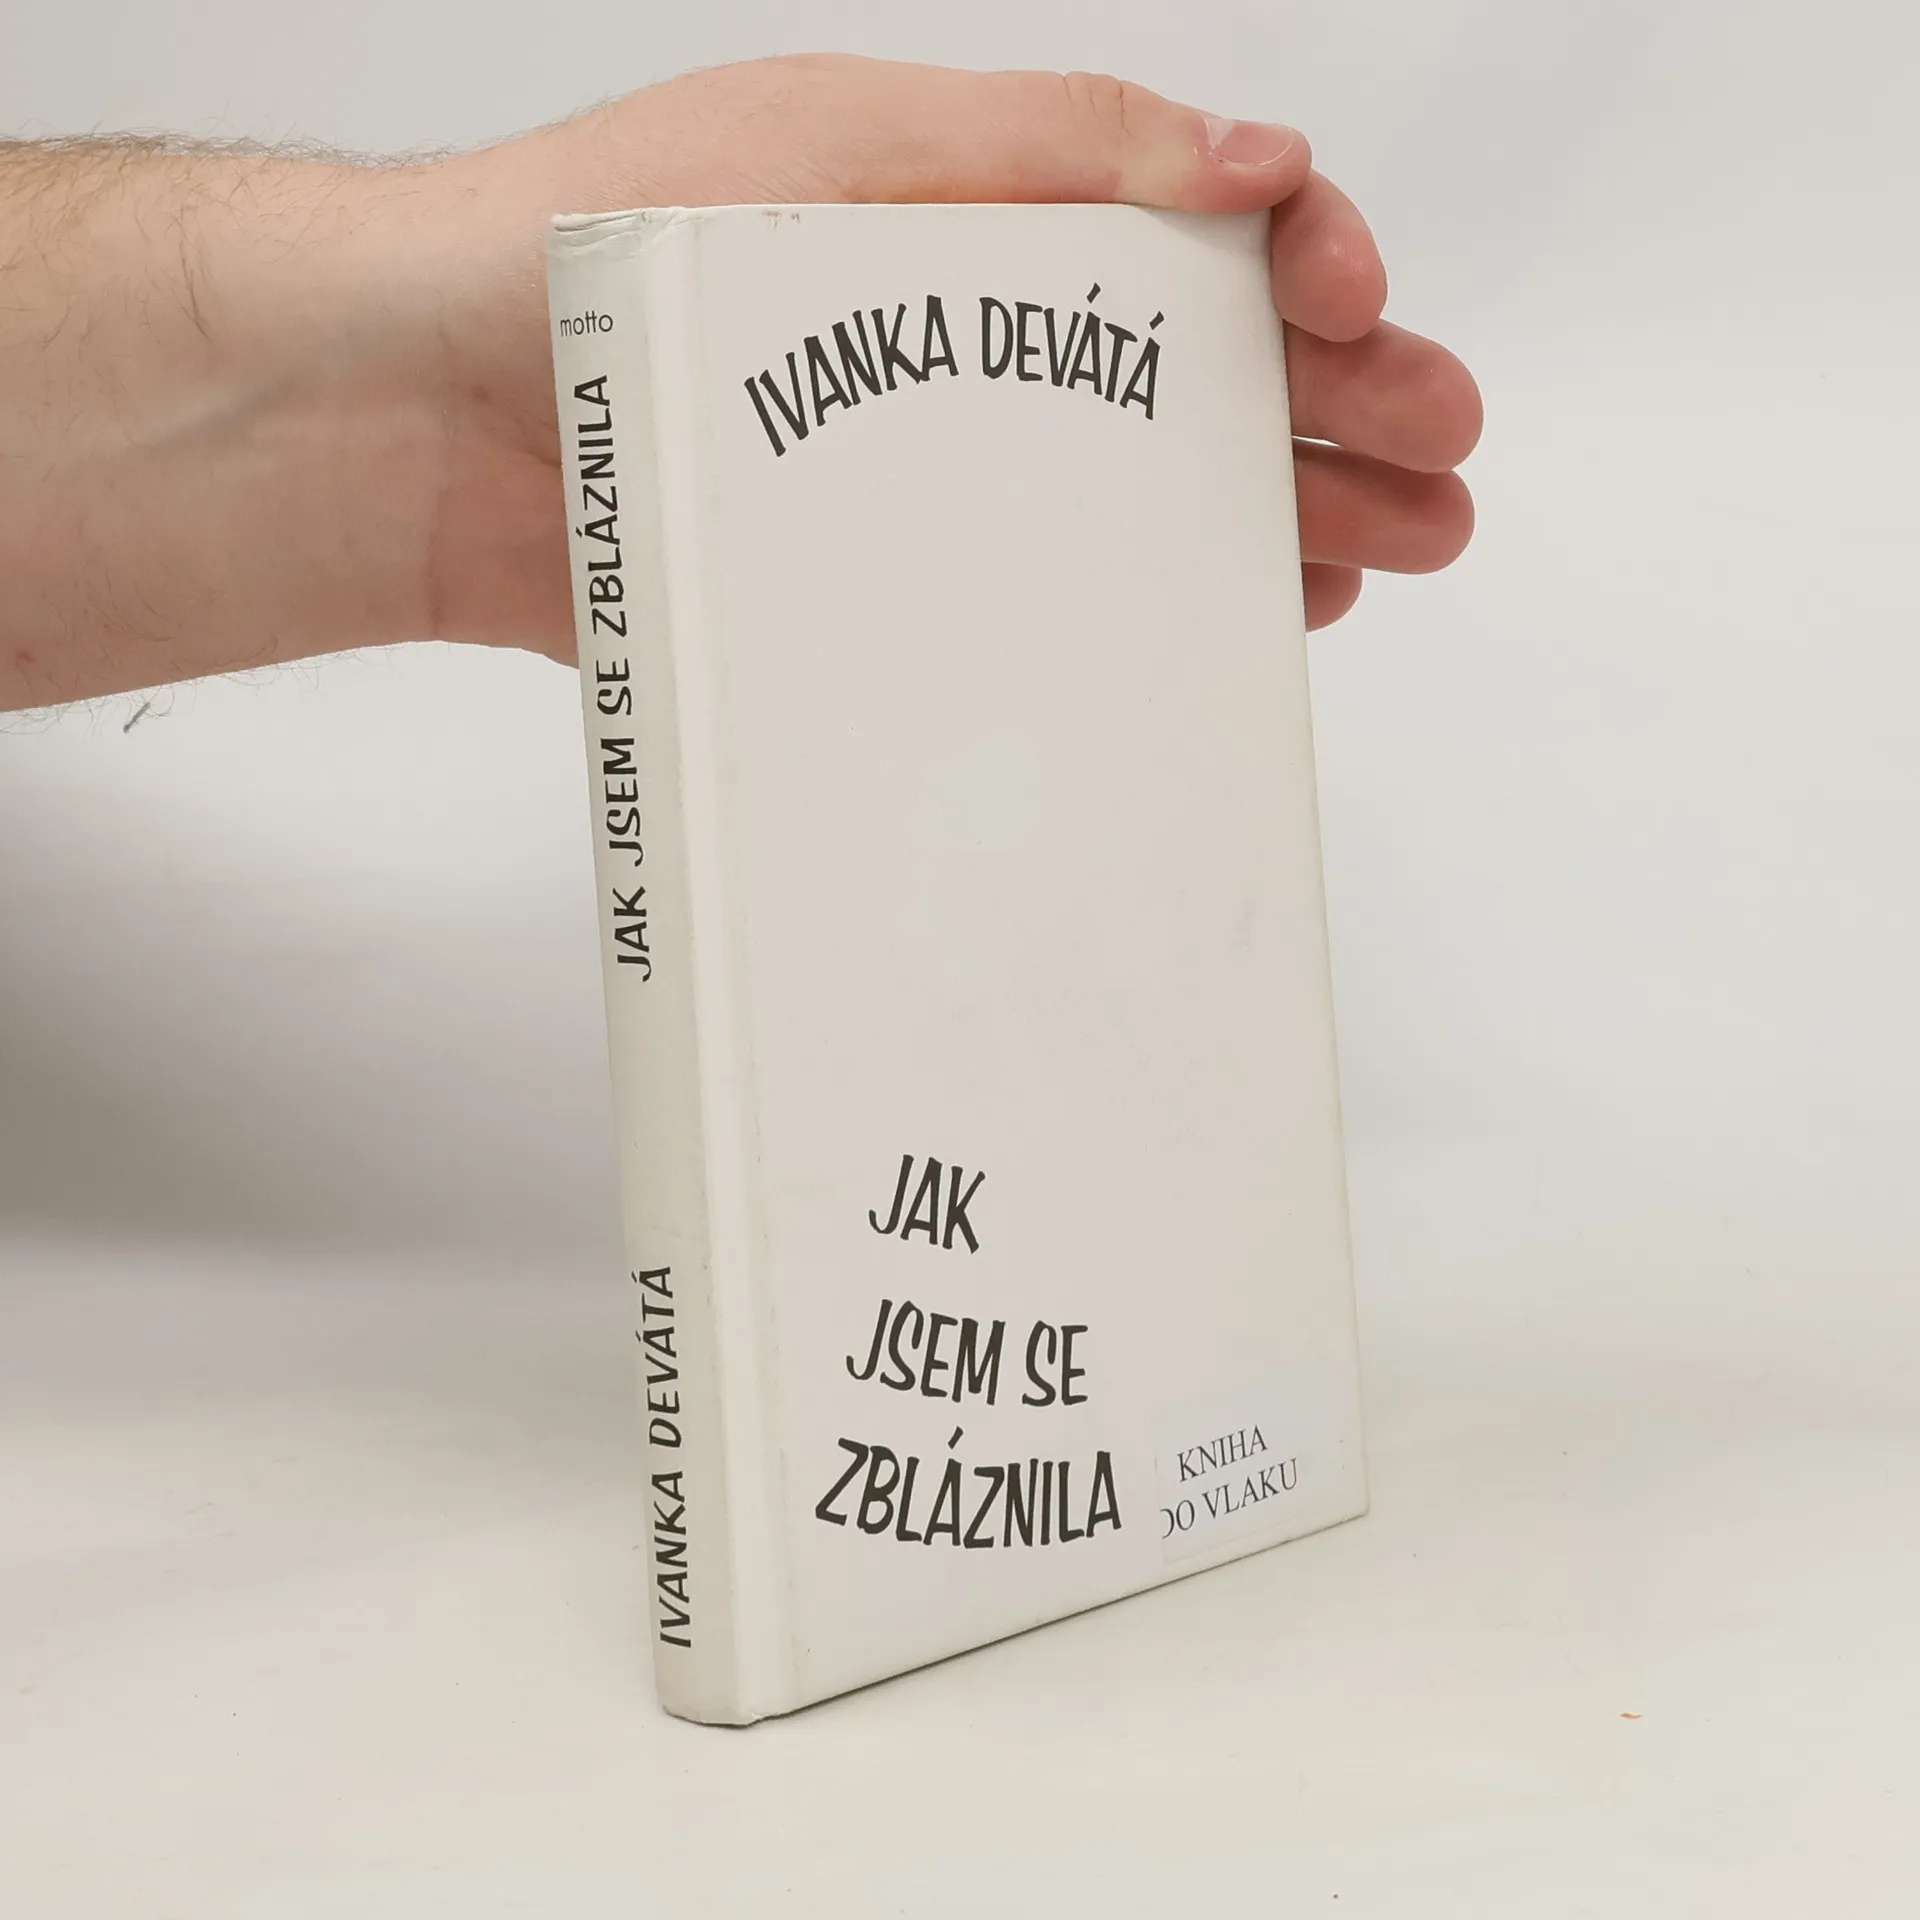 motto
JAK JSEM SE ZBLÁZNILA
IVANKA DEVÁTÁ
IVANKA DEVÁTÁ
JAK
JSEM SE
ZBLÁZNILA
KNIHA
DO VLAKU